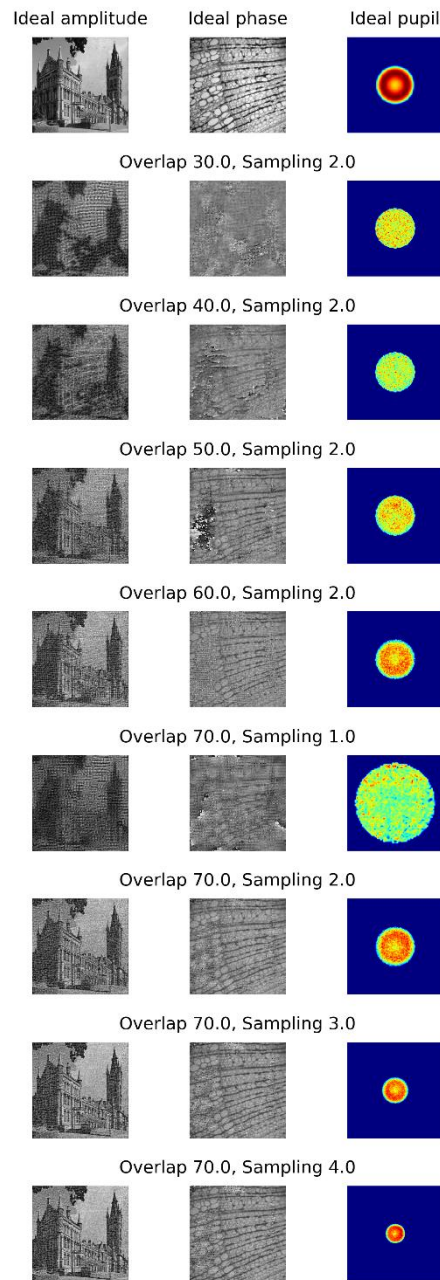 Ideal amplitude Ideal phase Ideal pupil
Overlap 30.0, Sampling 2.0
Overlap 40.0, Sampling 2.0
Overlap 50.0, Sampling 2.0
Overlap 60.0, Sampling 2.0
Overlap 70.0, Sampling 1.0
Overlap 70.0, Sampling 2.0
Overlap 70.0, Sampling 3.0
Overlap 70.0, Sampling 4.0